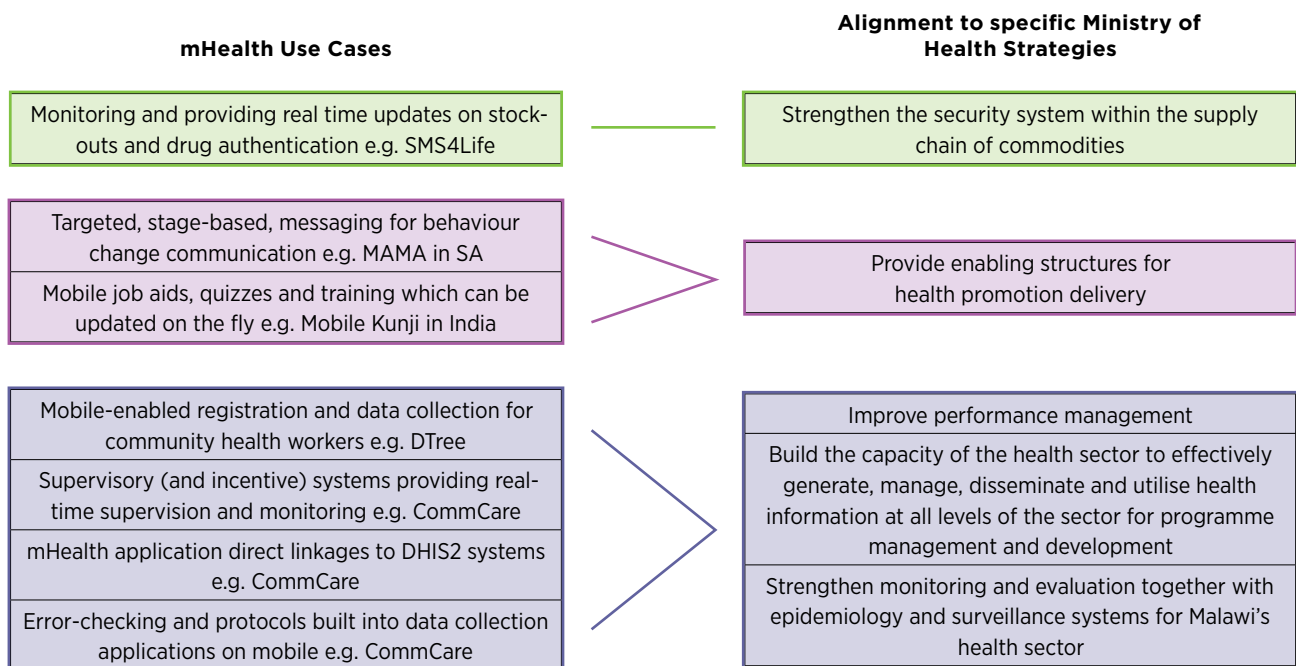 mHealth Use Cases
Alignment to specific Ministry of
Health Strategies
Monitoring and providing real time updates on stock-
outs and drug authentication e.g. SMS4Life
Strengthen the security system within the supply
chain of commodities
Targeted, stage-based, messaging for behaviour
change communication e.g. MAMA in SA
Mobile job aids, quizzes and training which can be
updated on the fly e.g. Mobile Kunji in India
Provide enabling structures for
health promotion delivery
Mobile-enabled registration and data collection for
community health workers e.g. DTree
Supervisory (and incentive) systems providing real-
time supervision and monitoring e.g. CommCare
mHealth application direct linkages to DHIS2 systems
e.g. CommCare
Error-checking and protocols built into data collection
applications on mobile e.g. CommCare
Improve performance management
Build the capacity of the health sector to effectively
generate, manage, disseminate and utilise health
information at all levels of the sector for programme
management and development
Strengthen monitoring and evaluation together with
epidemiology and surveillance systems for Malawi's
health sector